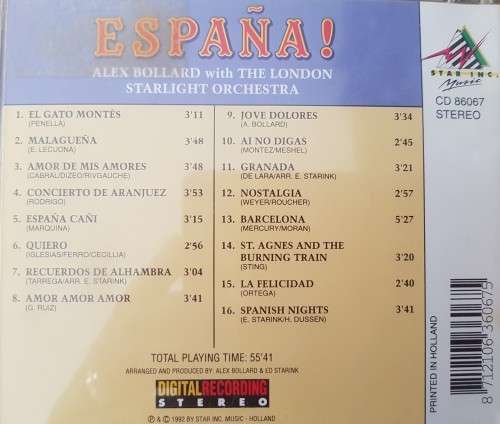 ESPAÑA!
ALEX BOLLARD with THE LONDON
STARLIGHT ORCHESTRA
STAR INC.
Music
CD 86067
STEREO
1. EL GATO MONTÉS 3'11
(PENELLA)
2. MALAGUEÑA 3'48
(E. LECUONA)
3. AMOR DE MIS AMORES 3'48
(CABRAL/DIZEO/RIVGAUCHE)
4. CONCIERTO DE ARANJUEZ 3'53
(RODRIGO)
5. ESPAÑA CAÑI 3'15
(MARQUINA)
6. QUIERO 2'56
(IGLESIAS/FERRO/CECILLIA)
7. RECUERDOS DE ALHAMBRA 3'04
(TARREGA/ARR. E. STARINK)
8. AMOR AMOR AMOR 3'41
(G. RUIZ)
9. JOVE DOLORES 3'34
(A. BOLLARD)
10. AI NO DIGAS 2'45
(MONTEZ/MESHEL)
11. GRANADA 3'21
(DE LARA/ARR. E. STARINK)
12. NOSTALGIA 2'57
(WEYER/ROUCHER)
13. BARCELONA 5'27
(MERCURY/MORAN)
14. ST. AGNES AND THE
BURNING TRAIN 3'20
(STING)
15. LA FELICIDAD 2'40
(ORTEGA)
16. SPANISH NIGHTS 3'41
(E. STARINK/H. DUSSEN)
TOTAL PLAYING TIME: 55'41
ARRANGED AND PRODUCED BY: ALEX BOLLARD & ED STARINK
DIGITAL RECORDING
STEREO
℗ & © 1992 BY STAR INC. MUSIC - HOLLAND
PRINTED IN HOLLAND
8 712106 360675